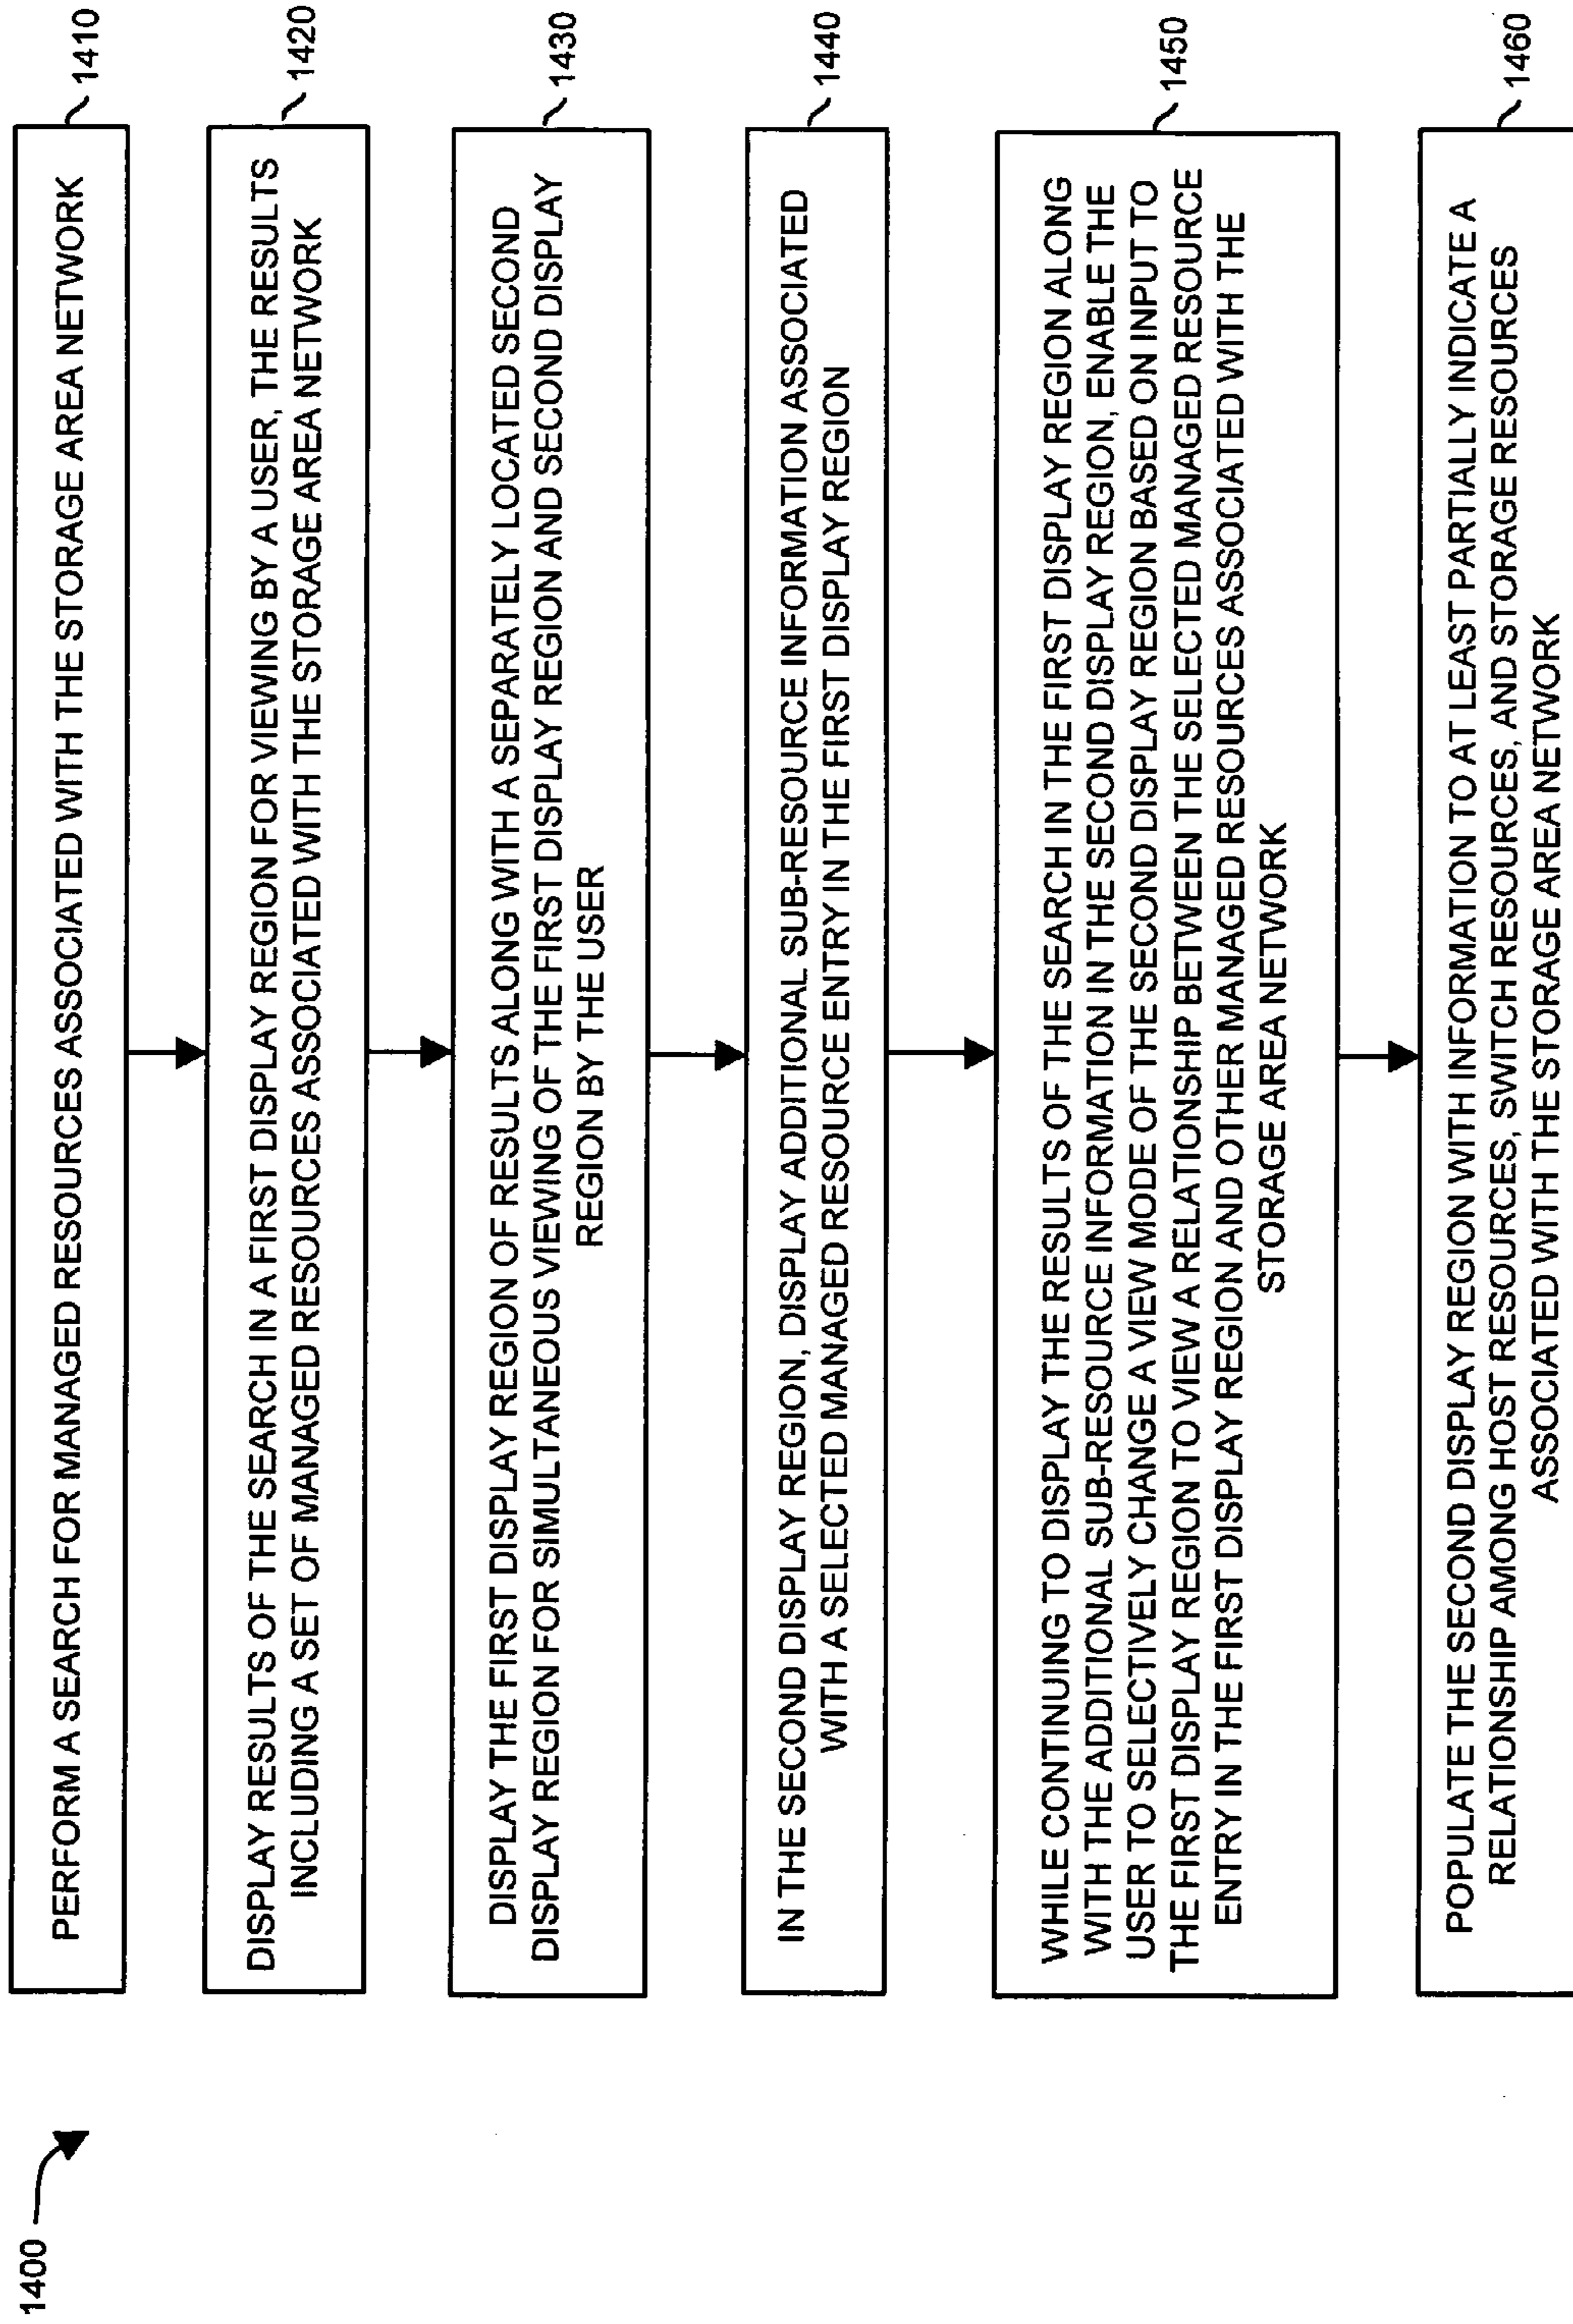 1400
PERFORM A SEARCH FOR MANAGED RESOURCES ASSOCIATED WITH THE STORAGE AREA NETWORK
1410
DISPLAY RESULTS OF THE SEARCH IN A FIRST DISPLAY REGION FOR VIEWING BY A USER, THE RESULTS
INCLUDING A SET OF MANAGED RESOURCES ASSOCIATED WITH THE STORAGE AREA NETWORK
1420
DISPLAY THE FIRST DISPLAY REGION OF RESULTS ALONG WITH A SEPARATELY LOCATED SECOND
DISPLAY REGION FOR SIMULTANEOUS VIEWING OF THE FIRST DISPLAY REGION AND SECOND DISPLAY
REGION BY THE USER
1430
IN THE SECOND DISPLAY REGION, DISPLAY ADDITIONAL SUB-RESOURCE INFORMATION ASSOCIATED
WITH A SELECTED MANAGED RESOURCE ENTRY IN THE FIRST DISPLAY REGION
1440
WHILE CONTINUING TO DISPLAY THE RESULTS OF THE SEARCH IN THE FIRST DISPLAY REGION ALONG
WITH THE ADDITIONAL SUB-RESOURCE INFORMATION IN THE SECOND DISPLAY REGION, ENABLE THE
USER TO SELECTIVELY CHANGE A VIEW MODE OF THE SECOND DISPLAY REGION BASED ON INPUT TO
THE FIRST DISPLAY REGION TO VIEW A RELATIONSHIP BETWEEN THE SELECTED MANAGED RESOURCE
ENTRY IN THE FIRST DISPLAY REGION AND OTHER MANAGED RESOURCES ASSOCIATED WITH THE
STORAGE AREA NETWORK
1450
POPULATE THE SECOND DISPLAY REGION WITH INFORMATION TO AT LEAST PARTIALLY INDICATE A
RELATIONSHIP AMONG HOST RESOURCES, SWITCH RESOURCES, AND STORAGE RESOURCES
ASSOCIATED WITH THE STORAGE AREA NETWORK
1460